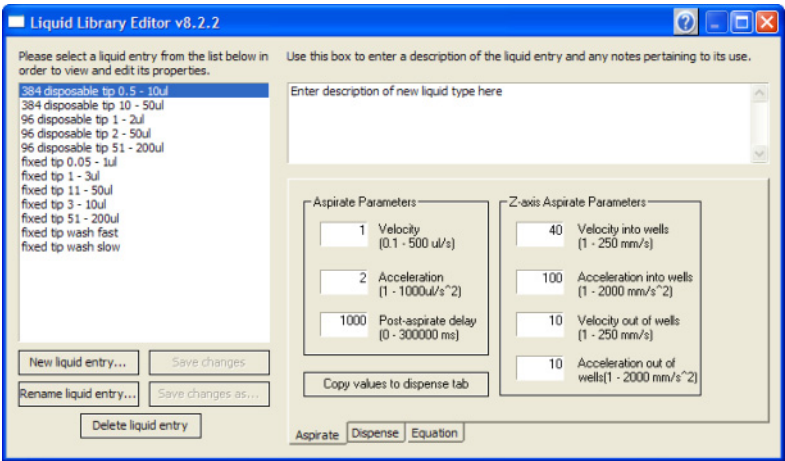 Liquid Library Editor v8.2.2
Please select a liquid entry from the list below in
order to view and edit its properties.
384 disposable tip 0.5 - 10ul
384 disposable tip 10 - 50ul
96 disposable tip 1 - 2ul
96 disposable tip 2 - 50ul
96 disposable tip 51 - 200ul
fixed tip 0.05 - 1ul
fixed tip 1 - 3ul
fixed tip 11 - 50ul
fixed tip 3 - 10ul
fixed tip 51 - 200ul
fixed tip wash fast
fixed tip wash slow
New liquid entry...
Save changes
Rename liquid entry...
Save changes as...
Delete liquid entry
Use this box to enter a description of the liquid entry and any notes pertaining to its use.
Enter description of new liquid type here
Aspirate Parameters
1 Velocity
(0.1 - 500 ul/s)
2 Acceleration
(1 - 1000ul/s^2)
1000 Post-aspirate delay
(0 - 300000 ms)
Copy values to dispense tab
Z-axis Aspirate Parameters
40 Velocity into wells
(1 - 250 mm/s)
100 Acceleration into wells
(1 - 2000 mm/s^2)
10 Velocity out of wells
(1 - 250 mm/s)
10 Acceleration out of
wells(1 - 2000 mm/s^2)
Aspirate Dispense Equation